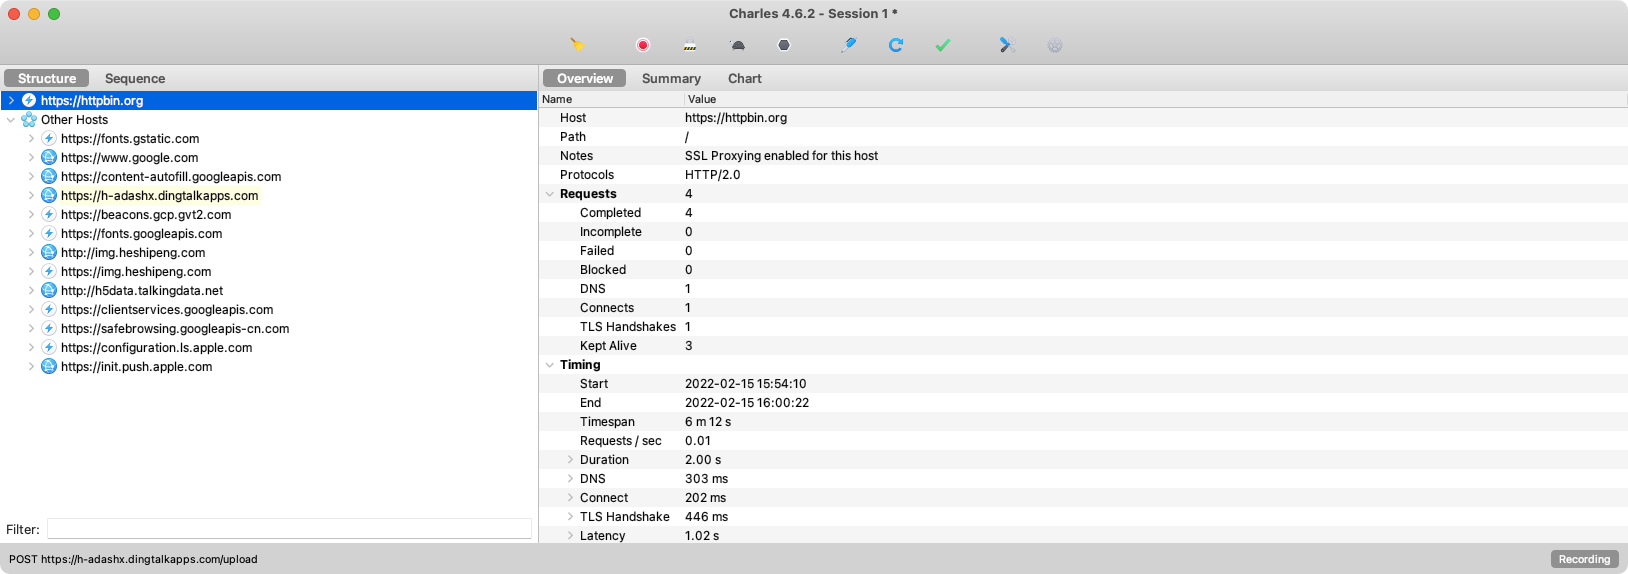 Charles 4.6.2 - Session 1 *
Structure Sequence
https://httpbin.org
Other Hosts
https://fonts.gstatic.com
https://www.google.com
https://content-autofill.googleapis.com
https://h-adashx.dingtalkapps.com
https://beacons.gcp.gvt2.com
https://fonts.googleapis.com
http://img.heshipeng.com
https://img.heshipeng.com
http://h5data.talkingdata.net
https://clientservices.googleapis.com
https://safebrowsing.googleapis-cn.com
https://configuration.ls.apple.com
https://init.push.apple.com
Filter:
Overview Summary Chart
Name Value
Host https://httpbin.org
Path /
Notes SSL Proxying enabled for this host
Protocols HTTP/2.0
Requests 4
Completed 4
Incomplete 0
Failed 0
Blocked 0
DNS 1
Connects 1
TLS Handshakes 1
Kept Alive 3
Timing
Start 2022-02-15 15:54:10
End 2022-02-15 16:00:22
Timespan 6 m 12 s
Requests / sec 0.01
Duration 2.00 s
DNS 303 ms
Connect 202 ms
TLS Handshake 446 ms
Latency 1.02 s
POST https://h-adashx.dingtalkapps.com/upload
Recording